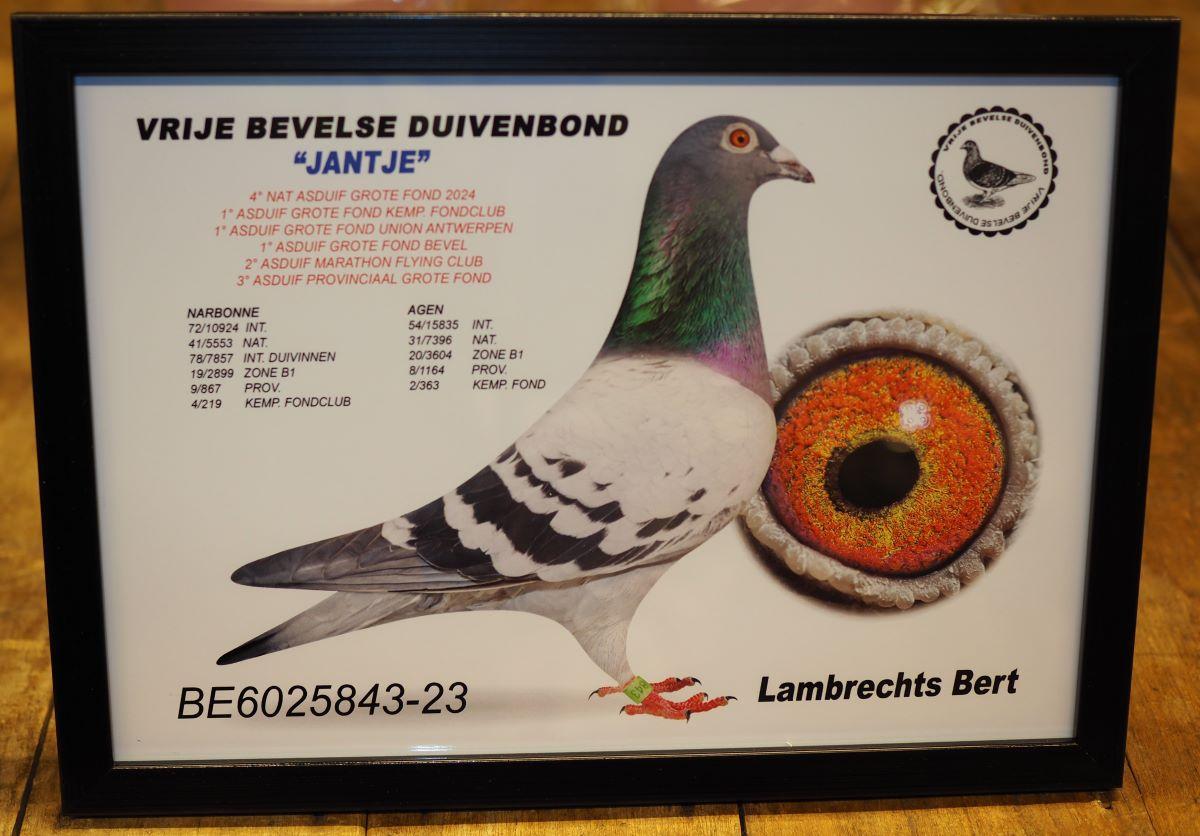 VRIJE BEVELSE DUIVENBOND
“JANTJE”
4° NAT ASDUIF GROTE FOND 2024
1° ASDUIF GROTE FOND KEMP. FONDCLUB
1° ASDUIF GROTE FOND UNION ANTWERPEN
1° ASDUIF GROTE FOND BEVEL
2° ASDUIF MARATHON FLYING CLUB
3° ASDUIF PROVINCIAAL GROTE FOND
NARBONNE
72/10924 INT.
41/5553 NAT.
78/7857 INT. DUIVINNEN
19/2899 ZONE B1
9/867 PROV.
4/219 KEMP. FONDCLUB
AGEN
54/15835 INT.
31/7396 NAT.
20/3604 ZONE B1
8/1164 PROV.
2/363 KEMP. FOND
VRIJE BEVELSE DUIVENBOND
VRIJE BEVELSE DUIVENBOND.
843
BE6025843-23
Lambrechts Bert